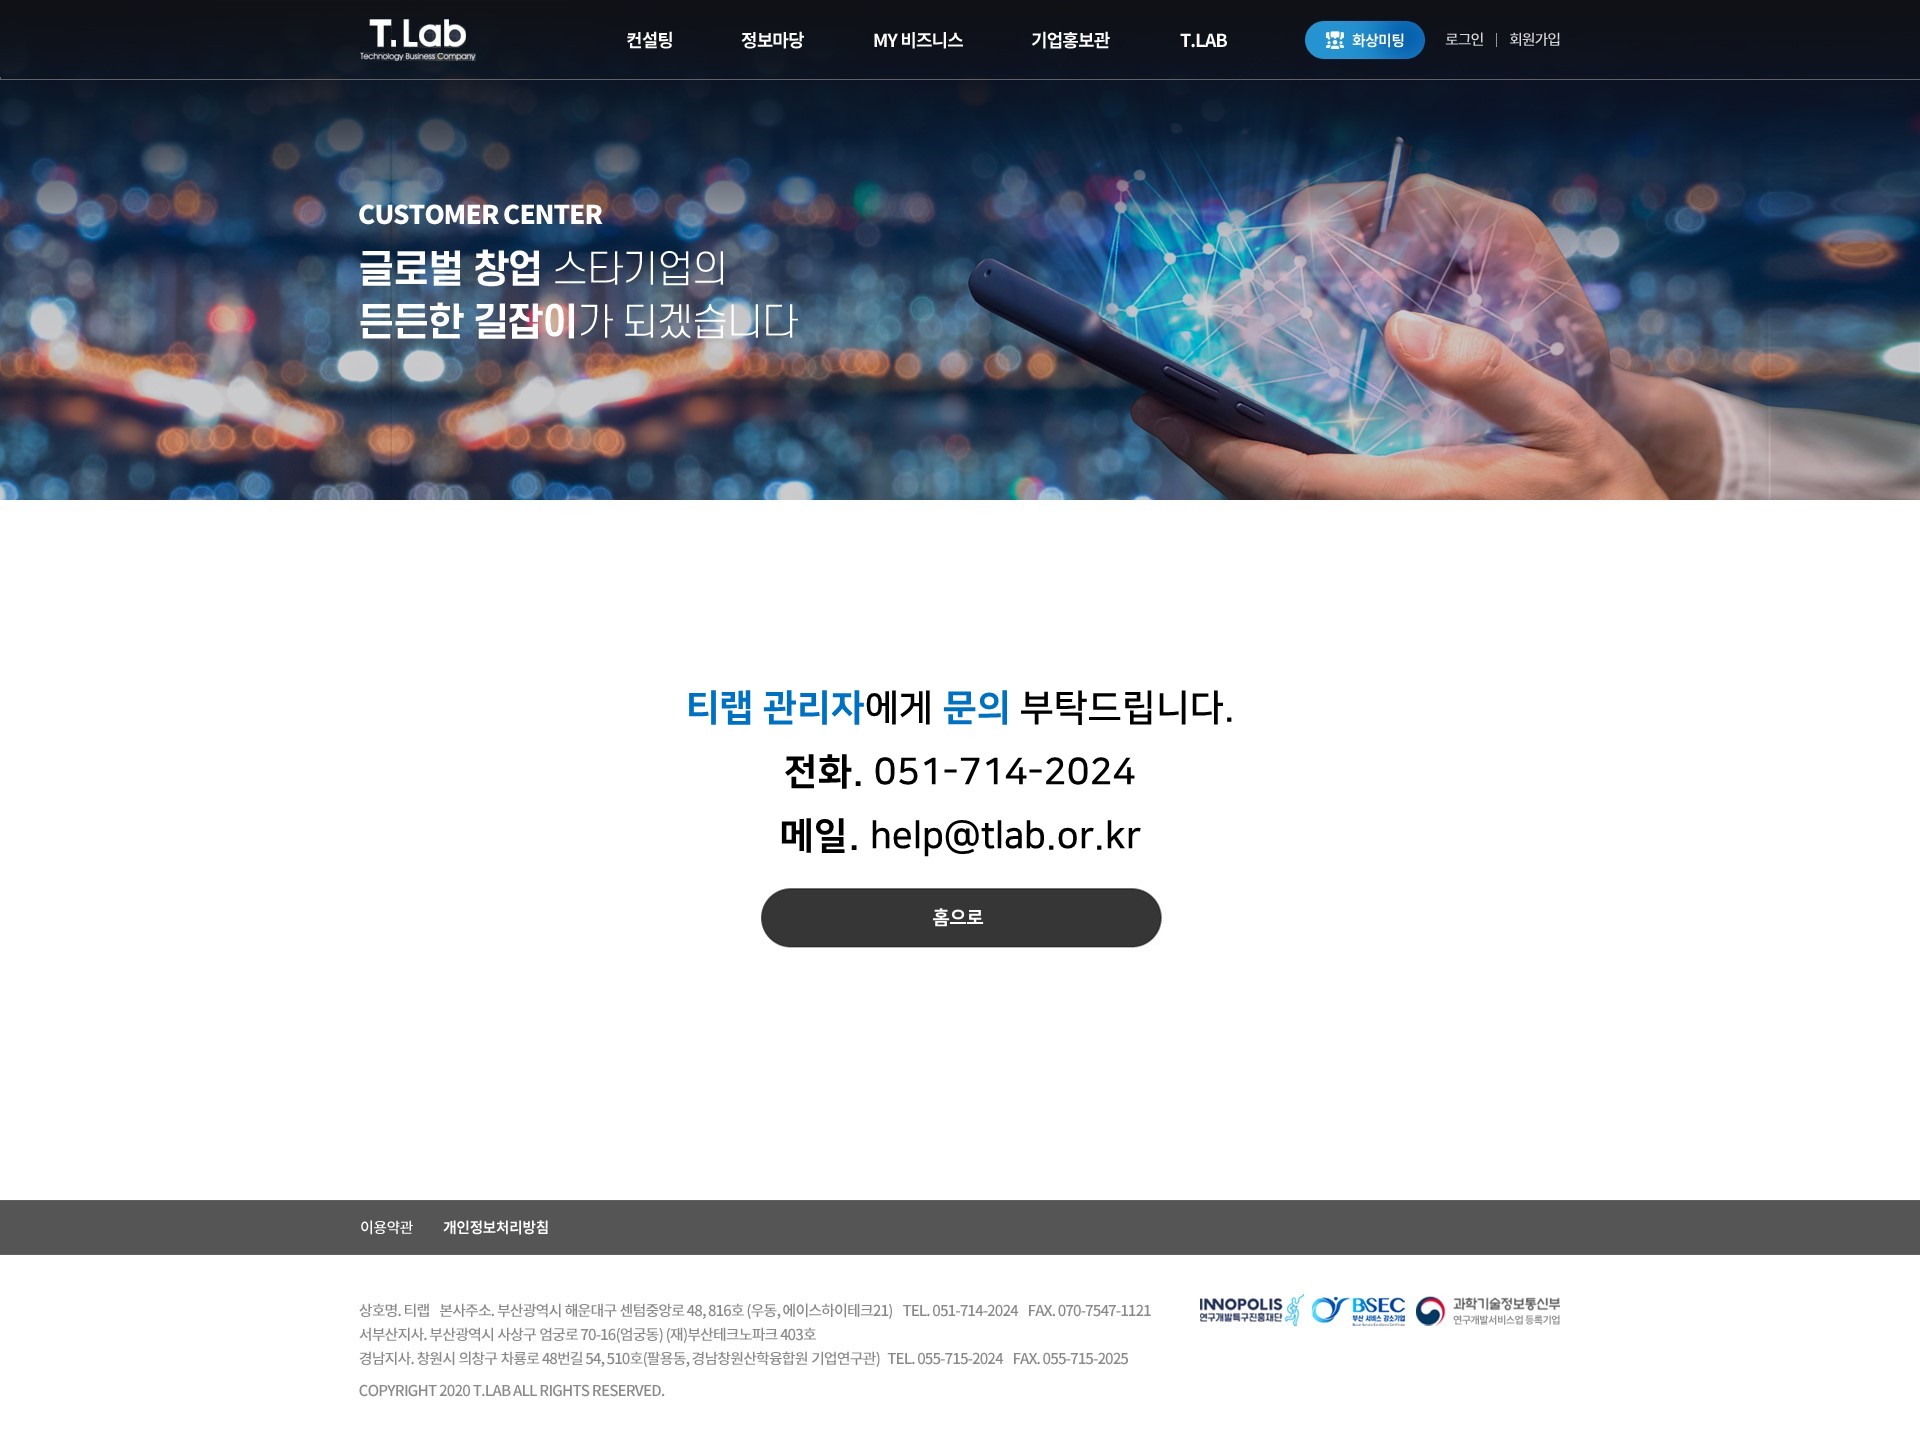 T.Lab
Technology Business Company
컨설팅
정보마당
MY 비즈니스
기업홍보관
T.LAB
화상미팅
로그인
회원가입
CUSTOMER CENTER
글로벌 창업 스타기업의
든든한 길잡이가 되겠습니다
티랩 관리자에게 문의 부탁드립니다.
전화. 051-714-2024
메일. help@tlab.or.kr
홈으로
이용약관
개인정보처리방침
상호명. 티랩 본사주소. 부산광역시 해운대구 센텀중앙로 48, 816호 (우동, 에이스하이테크21) TEL. 051-714-2024 FAX. 070-7547-1121
서부산지사. 부산광역시 사상구 엄궁로 70-16(엄궁동) (재)부산테크노파크 403호
경남지사. 창원시 의창구 차룡로 48번길 54, 510호(팔용동, 경남창원산학융합원 기업연구관) TEL. 055-715-2024 FAX. 055-715-2025
COPYRIGHT 2020 T.LAB ALL RIGHTS RESERVED.
INNOPOLIS
연구개발특구진흥재단
BSEC
부산 서비스 강소기업
과학기술정보통신부
연구개발서비스업 등록기업